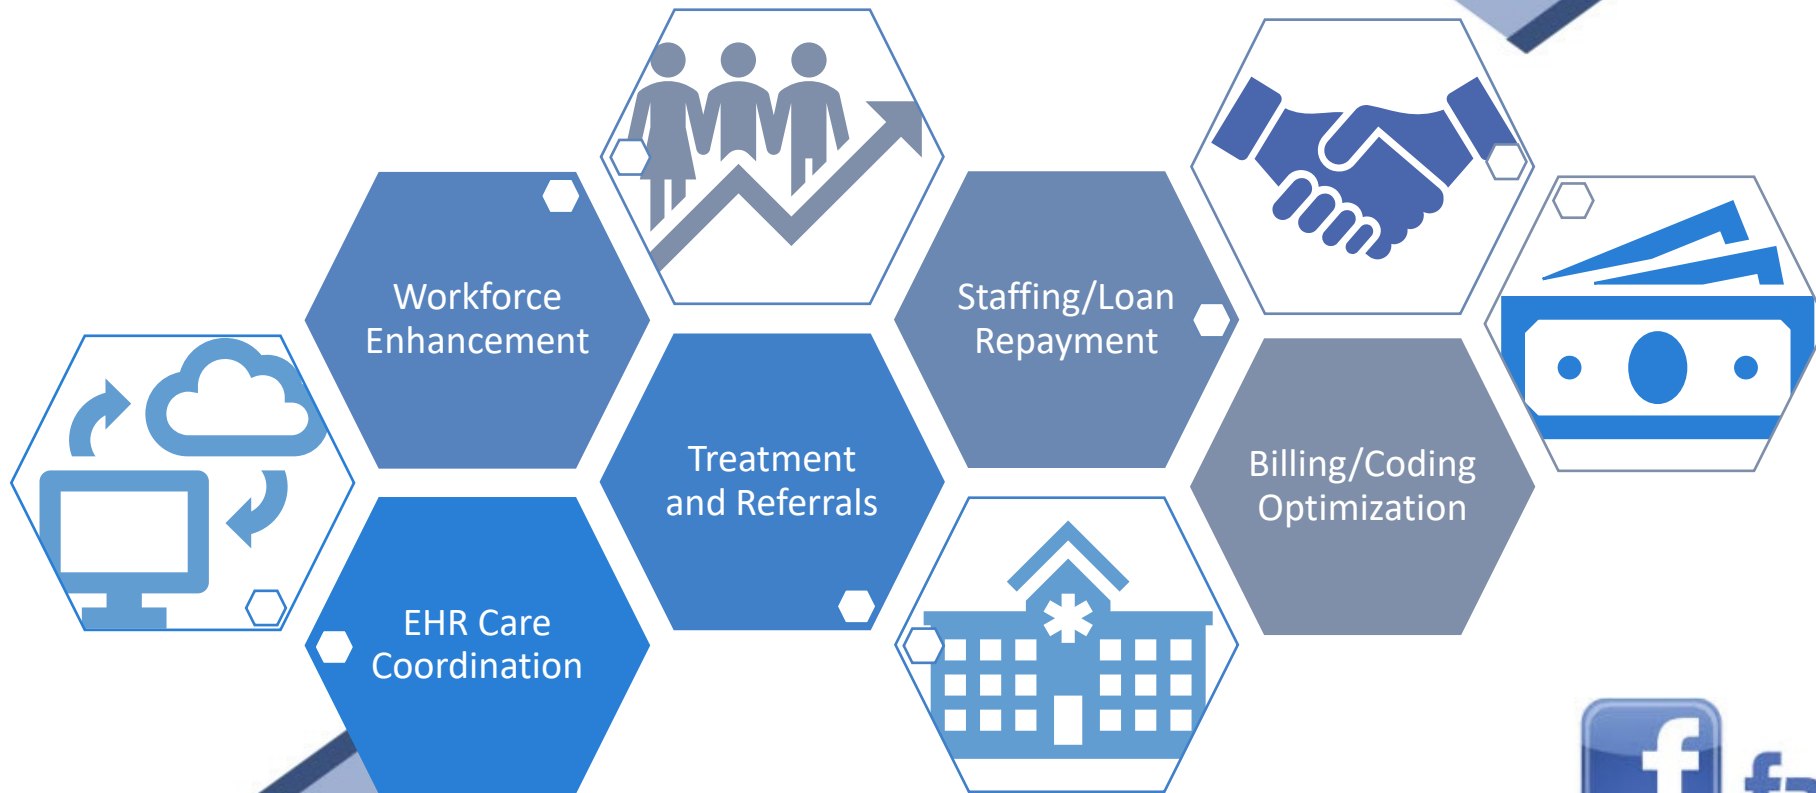 Workforce
Enhancement
Staffing/Loan
Repayment
Treatment
and Referrals
Billing/Coding
Optimization
EHR Care
Coordination
f